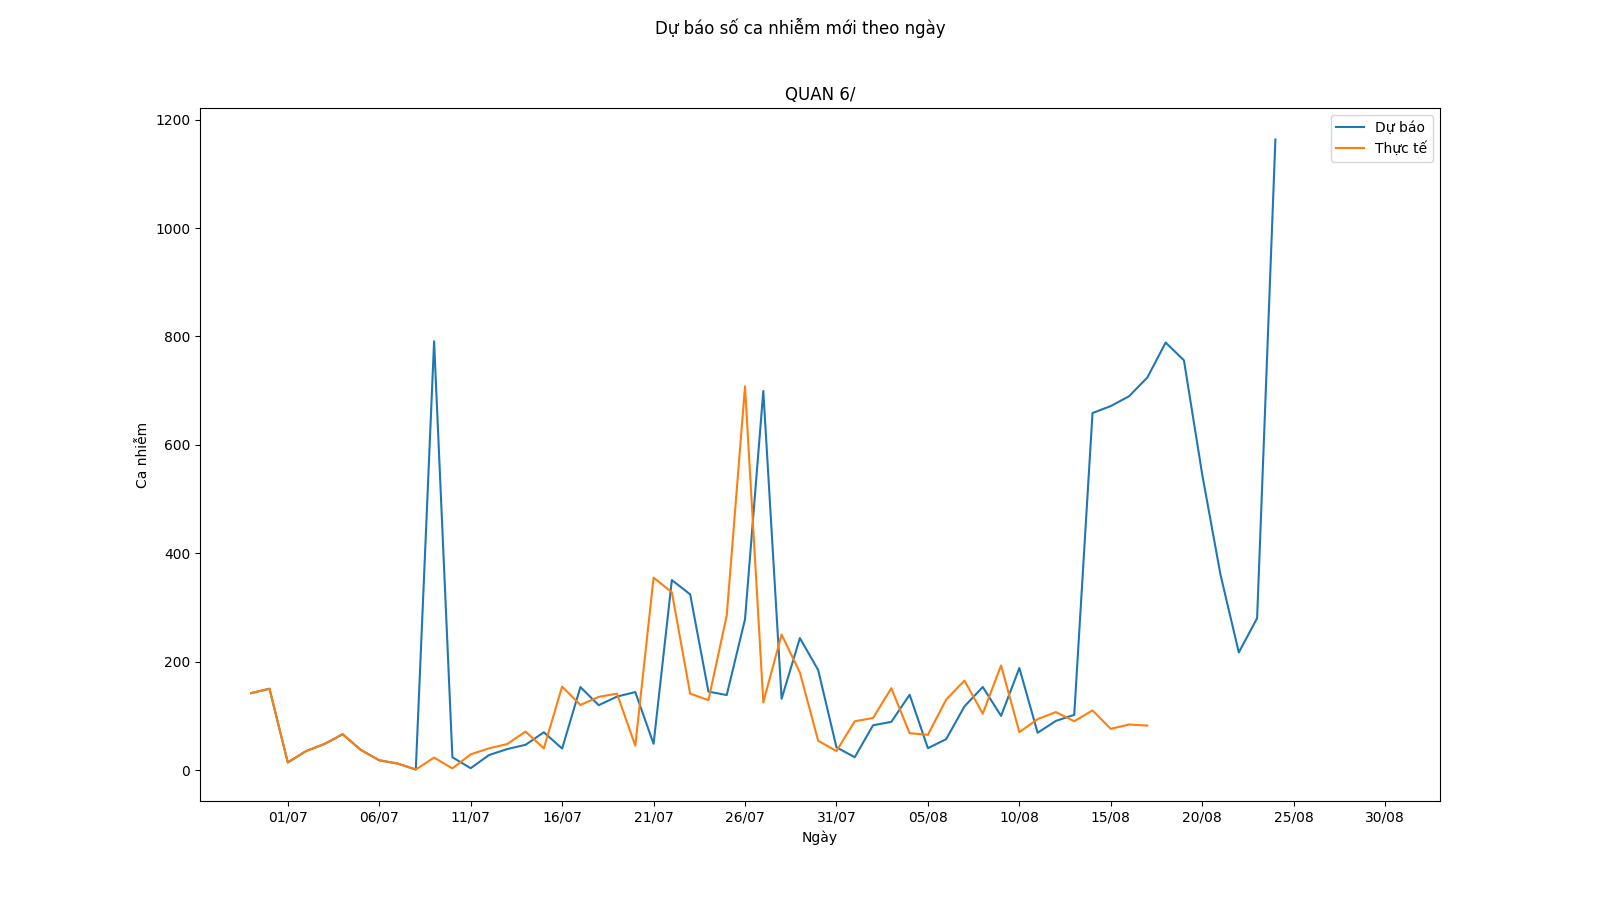 Dự báo số ca nhiễm mới theo ngày
QUAN 6/
Dự báo
Thực tế
1200
1000
800
600
400
200
0
Ca nhiễm
01/07 06/07 11/07 16/07 21/07 26/07 31/07 05/08 10/08 15/08 20/08 25/08 30/08
Ngày